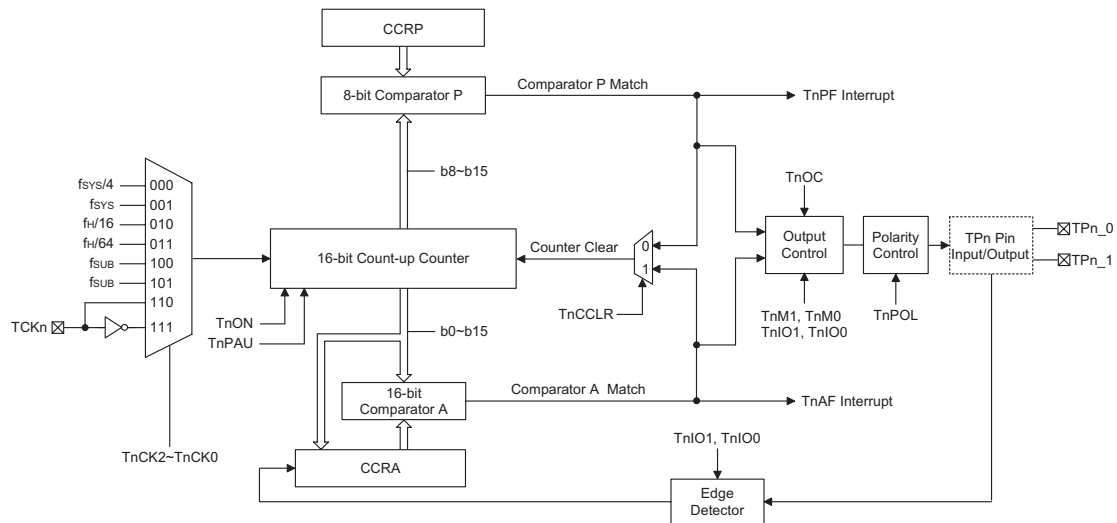 CCRP
8-bit Comparator P
Comparator P Match
TnPF Interrupt
b8~b15
fSYS/4
000
fSYS
001
fH/16
010
fH/64
011
fSUB
100
fSUB
101
110
TCKn
111
TnCK2~TnCK0
16-bit Count-up Counter
Counter Clear
0
1
TnCCLR
TnON
TnPAU
b0~b15
TnOC
Output
Control
TnM1, TnM0
TnIO1, TnIO0
Polarity
Control
TnPOL
TPn Pin
Input/Output
TPn_0
TPn_1
16-bit
Comparator A
Comparator A Match
TnAF Interrupt
CCRA
TnIO1, TnIO0
Edge
Detector